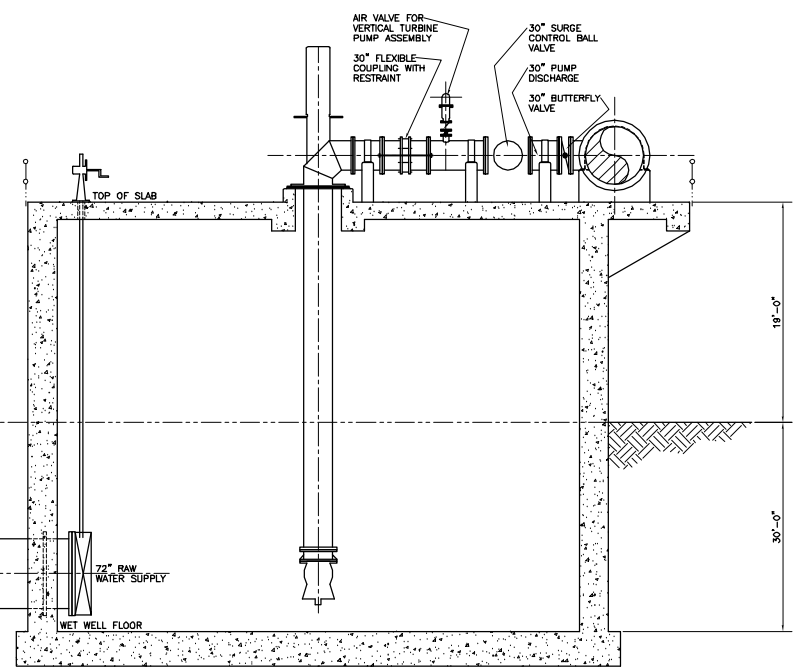 AIR VALVE FOR
VERTICAL TURBINE
PUMP ASSEMBLY
30" FLEXIBLE
COUPLING WITH
RESTRAINT
30" SURGE
CONTROL BALL
VALVE
30" PUMP
DISCHARGE
30" BUTTERFLY
VALVE
TOP OF SLAB
19'-0"
30'-0"
72" RAW
WATER SUPPLY
WET WELL FLOOR